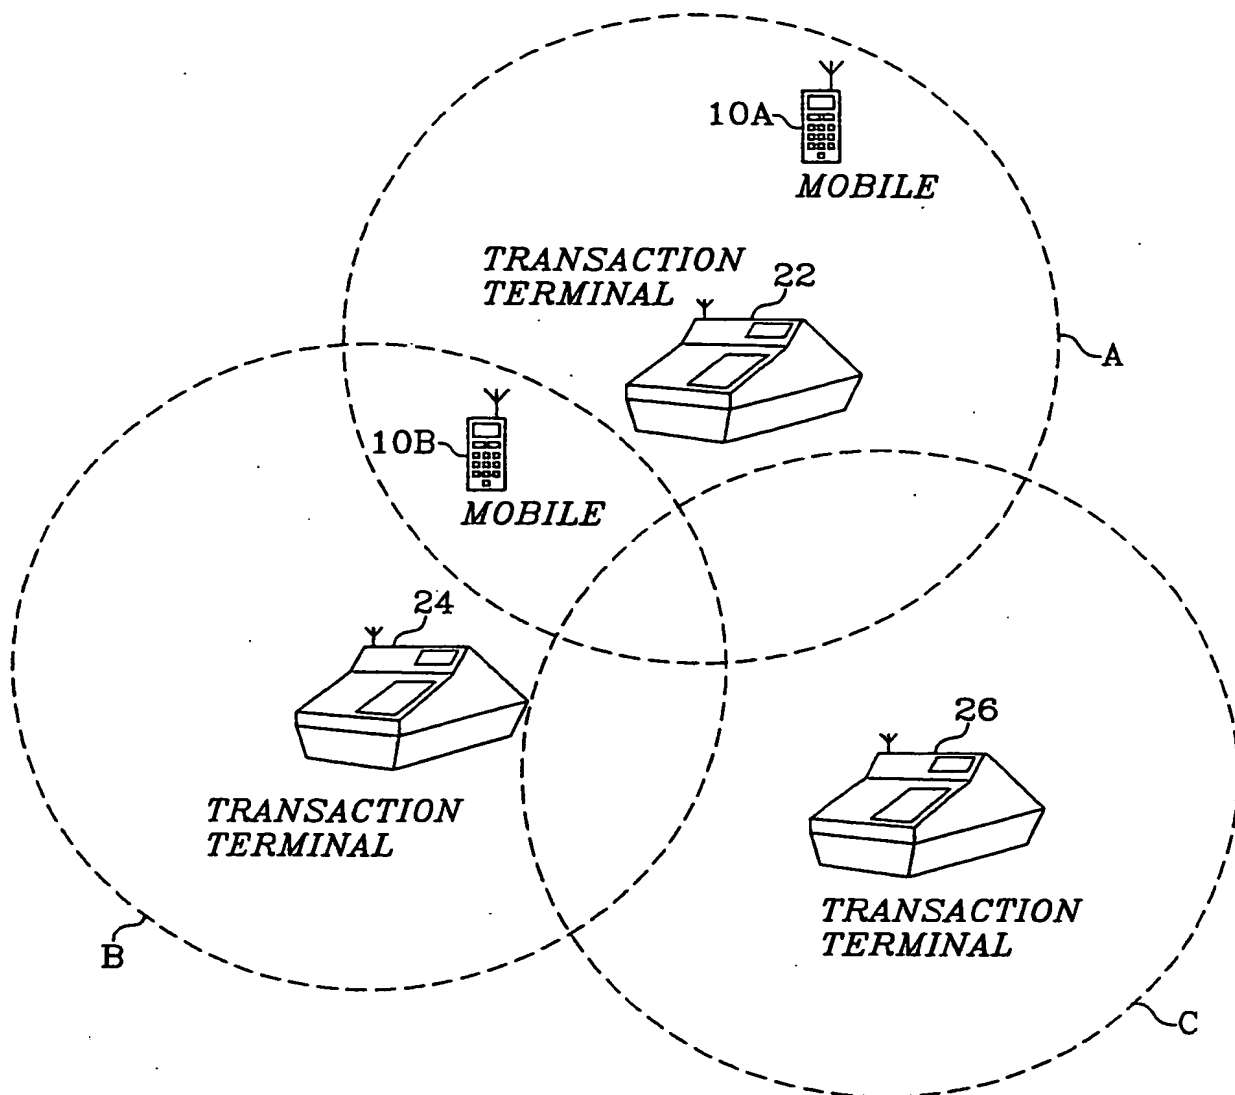 10A
MOBILE
TRANSACTION
TERMINAL
22
A
10B
MOBILE
24
26
TRANSACTION
TERMINAL
TRANSACTION
TERMINAL
B
C